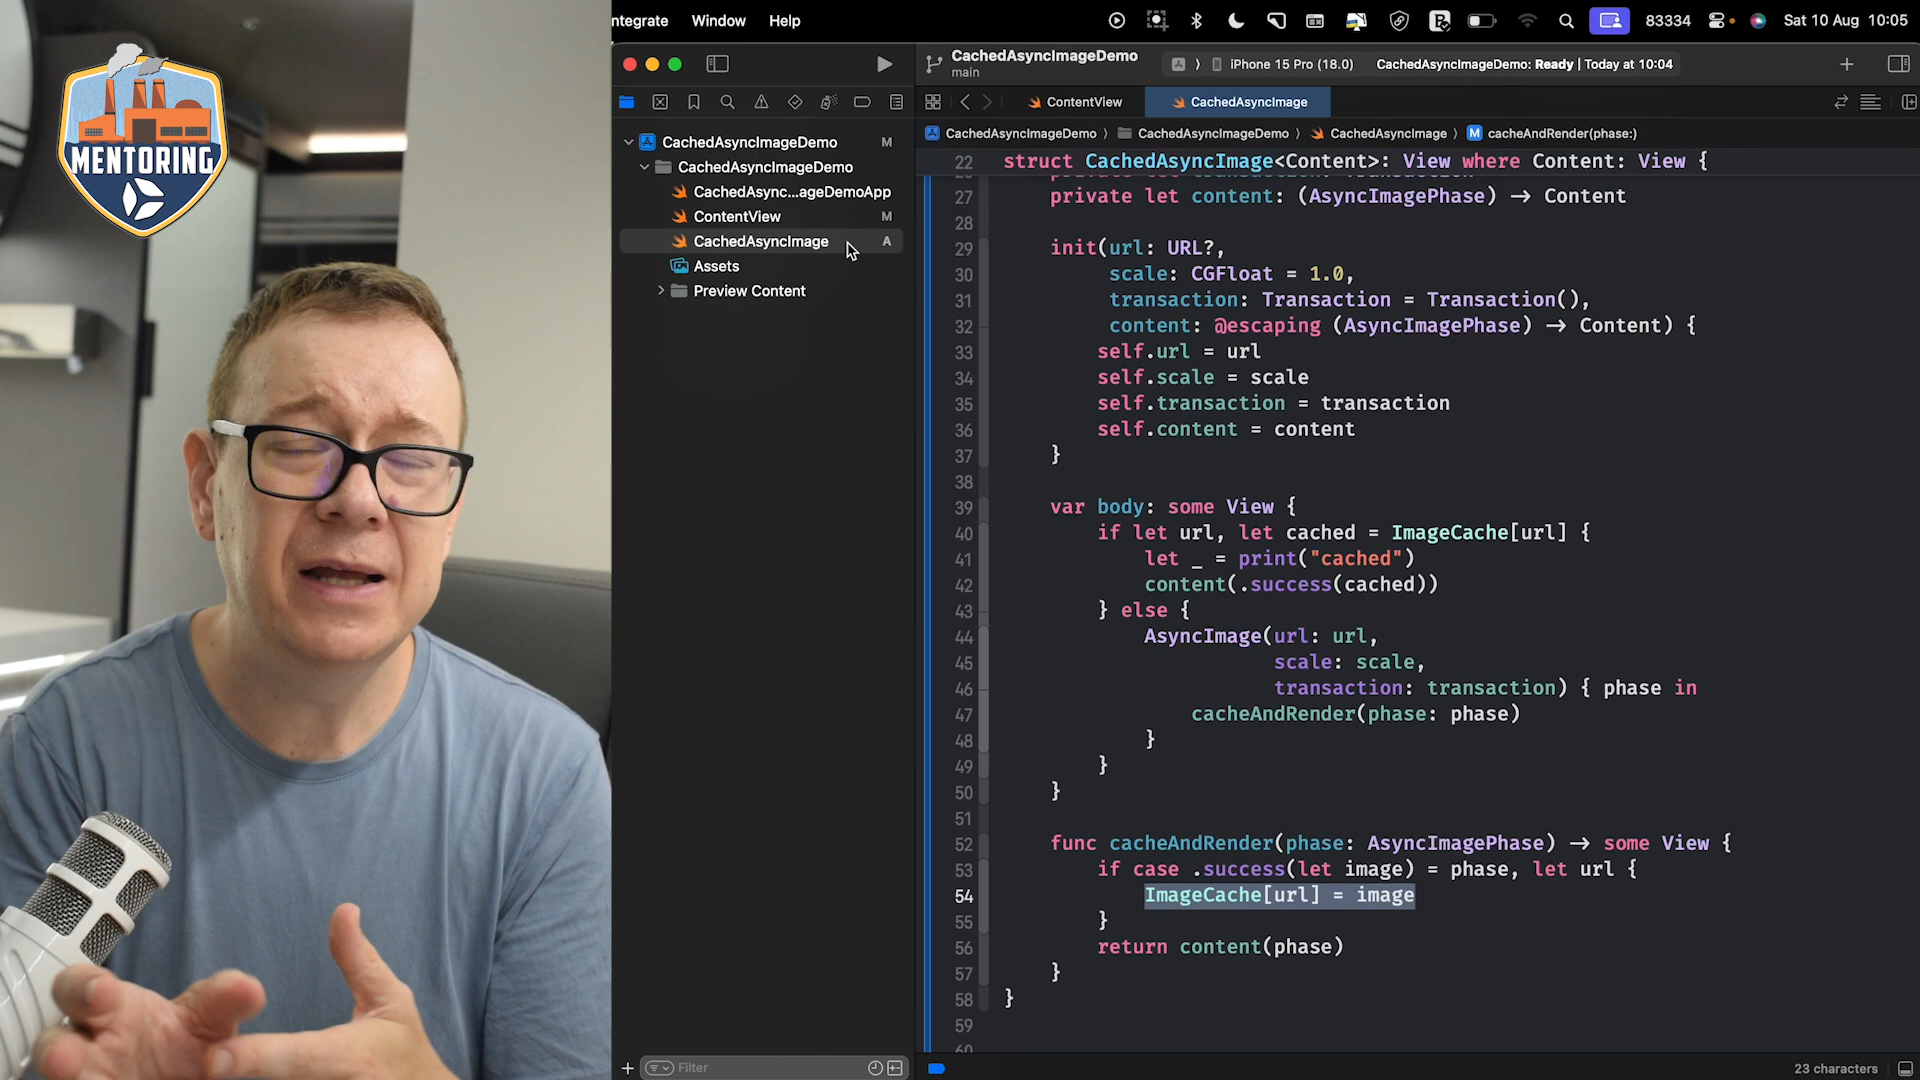 MENTORING
ntegrate Window Help
83334 Sat 10 Aug 10:05
CachedAsyncImageDemo
main
iPhone 15 Pro (18.0)
CachedAsyncImageDemo: Ready | Today at 10:04
ContentView
CachedAsyncImage
CachedAsyncImageDemo
CachedAsyncImageDemo
CachedAsyncImage
M cacheAndRender(phase:)
CachedAsyncImageDemo M
CachedAsyncImageDemo
CachedAsync...ageDemoApp
ContentView M
CachedAsyncImage A
Assets
Preview Content
Filter
22 struct CachedAsyncImage<Content>: View where Content: View {
27 private let content: (AsyncImagePhase) → Content
28
29 init(url: URL?,
30 scale: CGFloat = 1.0,
31 transaction: Transaction = Transaction(),
32 content: @escaping (AsyncImagePhase) → Content) {
33 self.url = url
34 self.scale = scale
35 self.transaction = transaction
36 self.content = content
37 }
38
39 var body: some View {
40 if let url, let cached = ImageCache[url] {
41 let _ = print("cached")
42 content(.success(cached))
43 } else {
44 AsyncImage(url: url,
45 scale: scale,
46 transaction: transaction) { phase in
47 cacheAndRender(phase: phase)
48 }
49 }
50 }
51
52 func cacheAndRender(phase: AsyncImagePhase) → some View {
53 if case .success(let image) = phase, let url {
54 ImageCache[url] = image
55 }
56 return content(phase)
57 }
58 }
59
23 characters